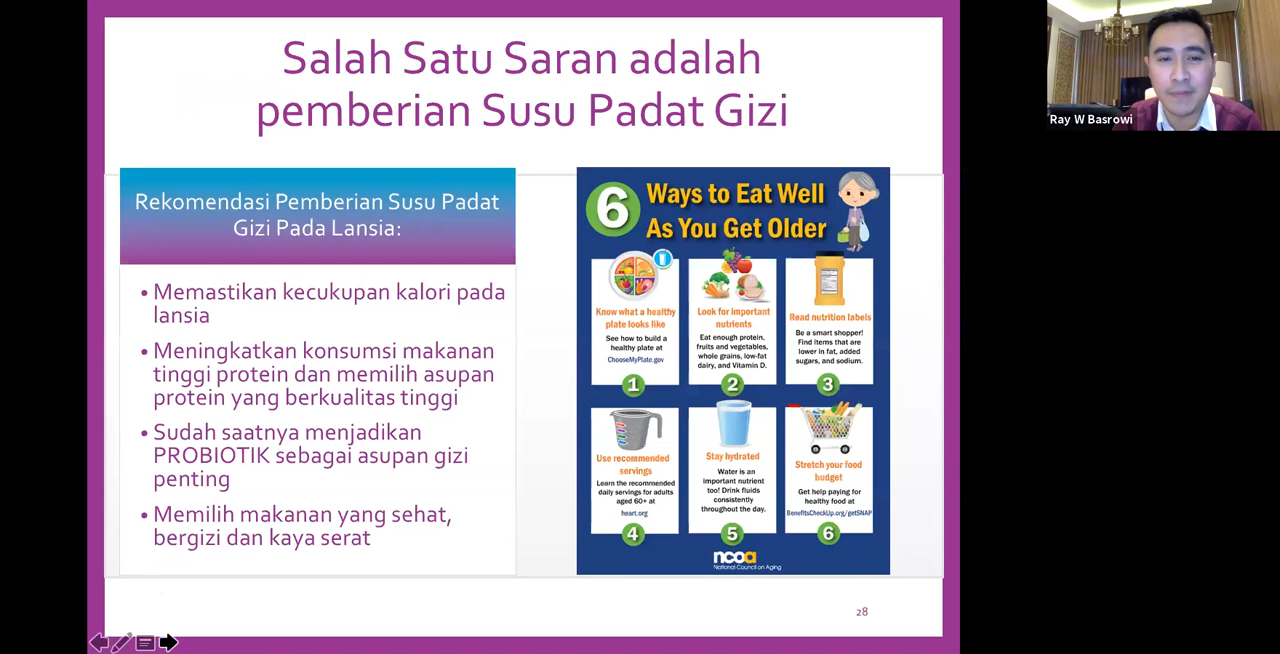 Salah Satu Saran adalah
pemberian Susu Padat Gizi
Ray W Basrowi
Rekomendasi Pemberian Susu Padat
Gizi Pada Lansia:
• Memastikan kecukupan kalori pada
lansia
• Meningkatkan konsumsi makanan
tinggi protein dan memilih asupan
protein yang berkualitas tinggi
• Sudah saatnya menjadikan
PROBIOTIK sebagai asupan gizi
penting
• Memilih makanan yang sehat,
bergizi dan kaya serat
6
Ways to Eat Well
As You Get Older
Know what a healthy
plate looks like
See how to build a
healthy plate at
ChooseMyPlate.gov
1
Look for important
nutrients
Eat enough protein,
fruits and vegetables,
whole grains, low-fat
dairy, and Vitamin D.
2
Read nutrition labels
Be a smart shopper!
Find items that are
lower in fat, added
sugars, and sodium.
3
Use recommended
servings
Learn the recommended
daily servings for adults
aged 60+ at
heart.org
4
Stay hydrated
Water is an
important nutrient
too! Drink fluids
consistently
throughout the day.
5
Stretch your food
budget
Get help paying for
healthy food at
BenefitsCheckUp.org/getSNAP
6
ncoa
National Council on Aging
28